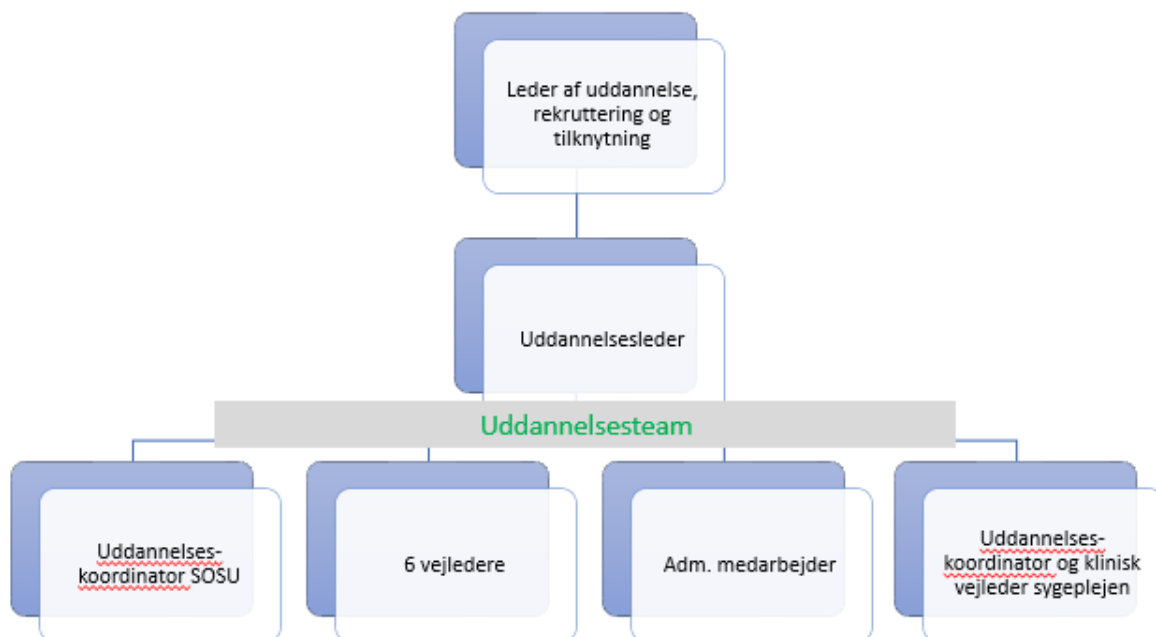 Leder af uddannelse,
rekruttering og
tilknytning
Uddannelsesleder
Uddannelsesteam
Uddannelses-
koordinator SOSU
6 vejledere
Adm. medarbejder
Uddannelses-
koordinator og klinisk
vejleder sygeplejen